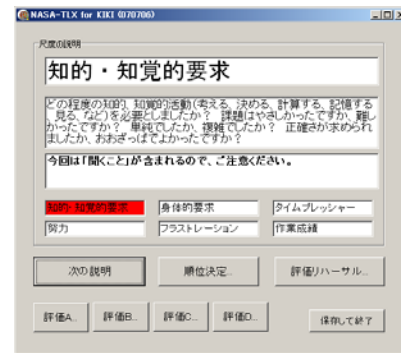 NASA-TLX for KIKI (070706)
尺度の説明
知的・知覚的要求
どの程度の知的、知覚的活動(考える、決める、計算する、記憶する
、見る、など)を必要としましたか? 課題はやさしかったですか、難し
かったですか? 単純でしたか、複雑でしたか? 正確さが求められ
ましたか、おおざっぱでよかったですか?
今回は「聞くこと」が含まれるので、ご注意ください。
知的・知覚的要求 身体的要求 タイムプレッシャー
努力 フラストレーション 作業成績
次の説明 順位決定... 評価リハーサル...
評価A... 評価B... 評価C... 評価D... 保存して終了